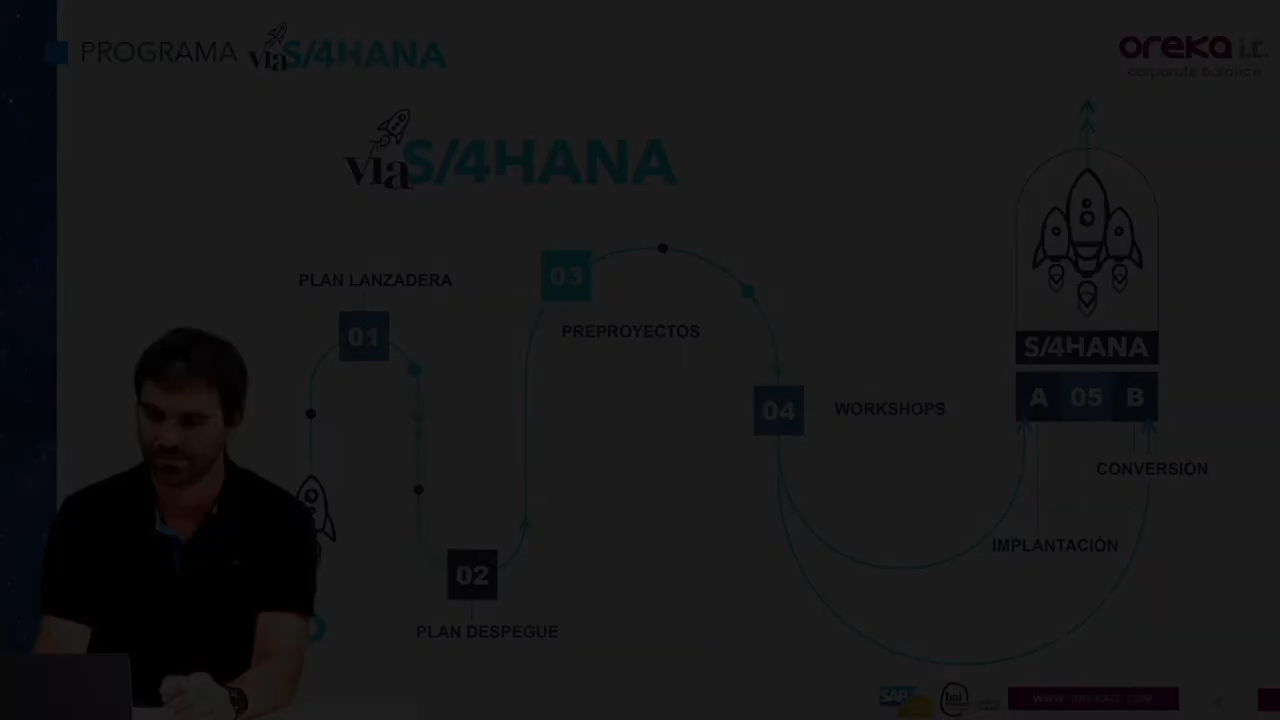 PROGRAMA vía S/4HANA
oreka i.t.
corporate balance
vía S/4HANA
PLAN LANZADERA
01
03
PREPROYECTOS
04
WORKSHOPS
S/4HANA
A 05 B
CONVERSIÓN
IMPLANTACIÓN
02
PLAN DESPEGUE
SAP